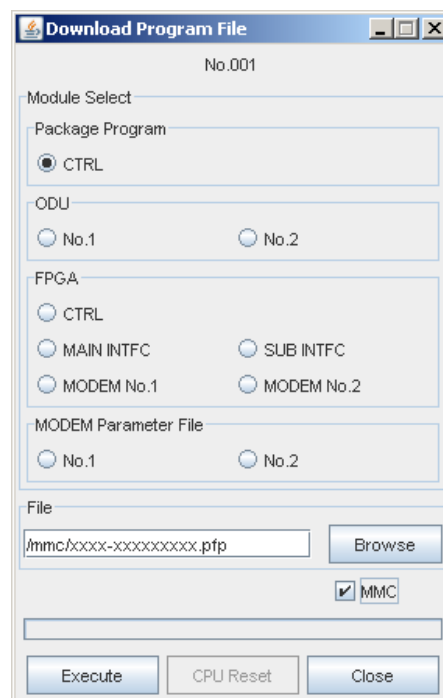 Download Program File
No.001
Module Select
Package Program
CTRL
ODU
No.1 No.2
FPGA
CTRL
MAIN INTFC SUB INTFC
MODEM No.1 MODEM No.2
MODEM Parameter File
No.1 No.2
File
/mmc/xxxx-xxxxxxxxx.pfp Browse
MMC
Execute CPU Reset Close